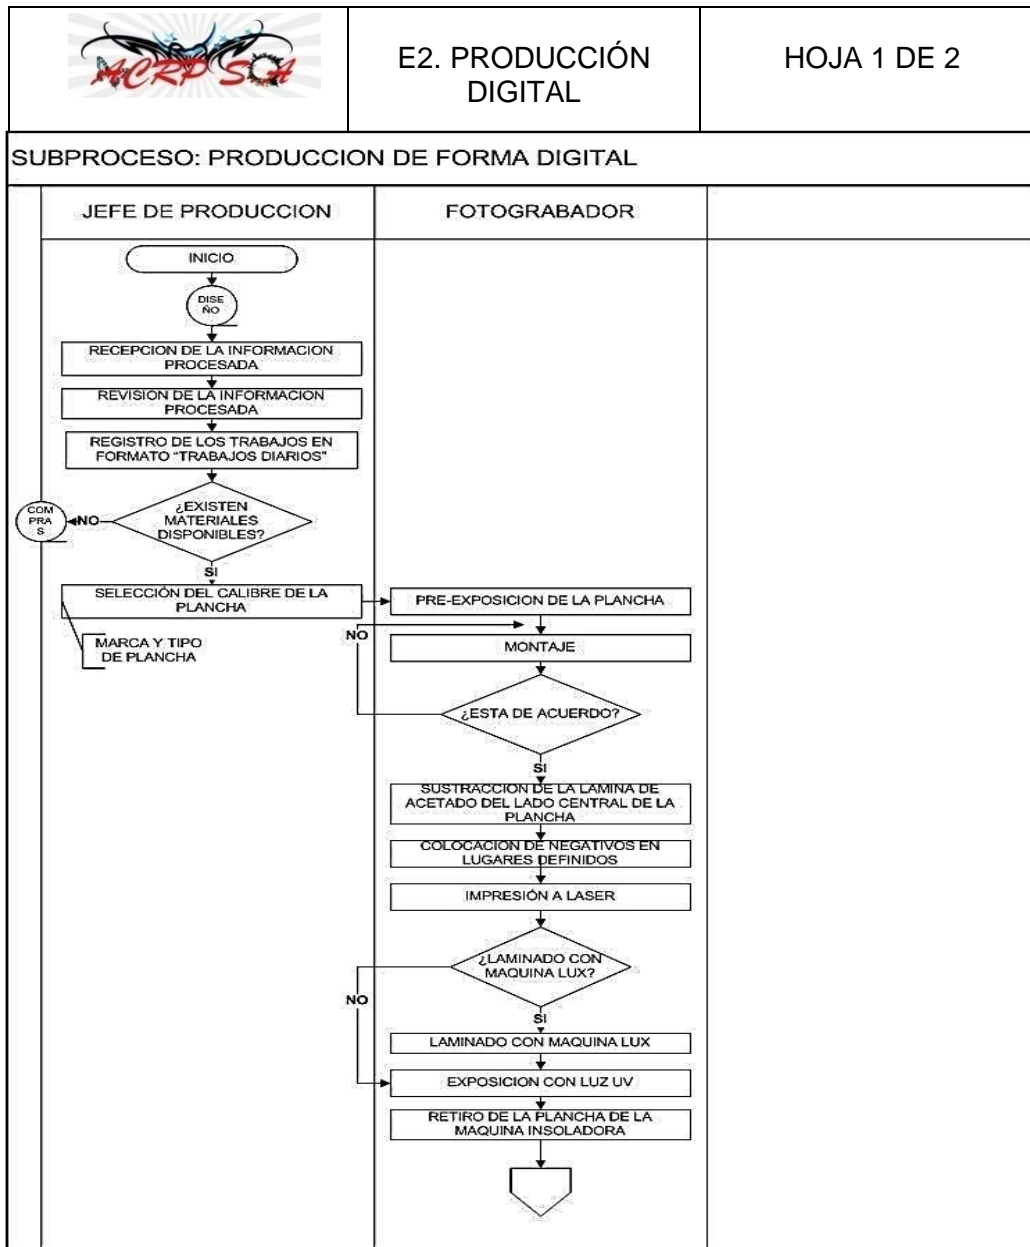 ACRP SOA
E2. PRODUCCIÓN
DIGITAL
HOJA 1 DE 2
SUBPROCESO: PRODUCCION DE FORMA DIGITAL
JEFE DE PRODUCCION
FOTOGRABADOR
INICIO
DISE
ÑO
RECEPCION DE LA INFORMACION
PROCESADA
REVISION DE LA INFORMACION
PROCESADA
REGISTRO DE LOS TRABAJOS EN
FORMATO “TRABAJOS DIARIOS”
¿EXISTEN
MATERIALES
DISPONIBLES?
NO
COM
PRA
S
SI
SELECCIÓN DEL CALIBRE DE LA
PLANCHA
MARCA Y TIPO
DE PLANCHA
PRE-EXPOSICION DE LA PLANCHA
NO
MONTAJE
¿ESTA DE ACUERDO?
SI
SUSTRACCION DE LA LAMINA DE
ACETADO DEL LADO CENTRAL DE LA
PLANCHA
COLOCACION DE NEGATIVOS EN
LUGARES DEFINIDOS
IMPRESIÓN A LASER
¿LAMINADO CON
MAQUINA LUX?
NO
SI
LAMINADO CON MAQUINA LUX
EXPOSICION CON LUZ UV
RETIRO DE LA PLANCHA DE LA
MAQUINA INSOLADORA